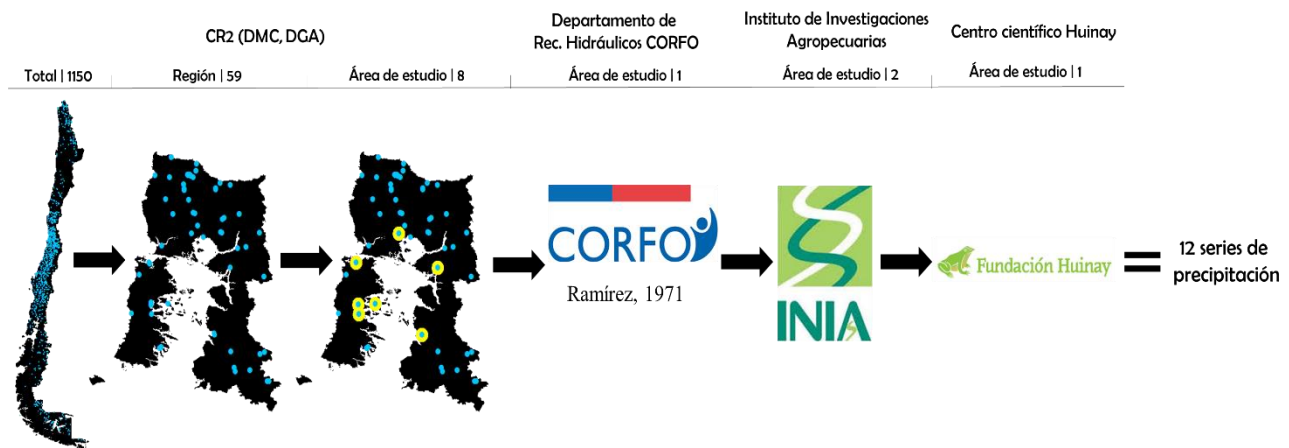 CR2 (DMC, DGA)
Departamento de
Rec. Hidráulicos CORFO
Instituto de Investigaciones
Agropecuarias
Centro científico Huinay
Total | 1150
Región | 59
Área de estudio | 8
Área de estudio | 1
Área de estudio | 2
Área de estudio | 1
CORFO
Ramírez, 1971
INIA
Fundación Huinay
12 series de
precipitación